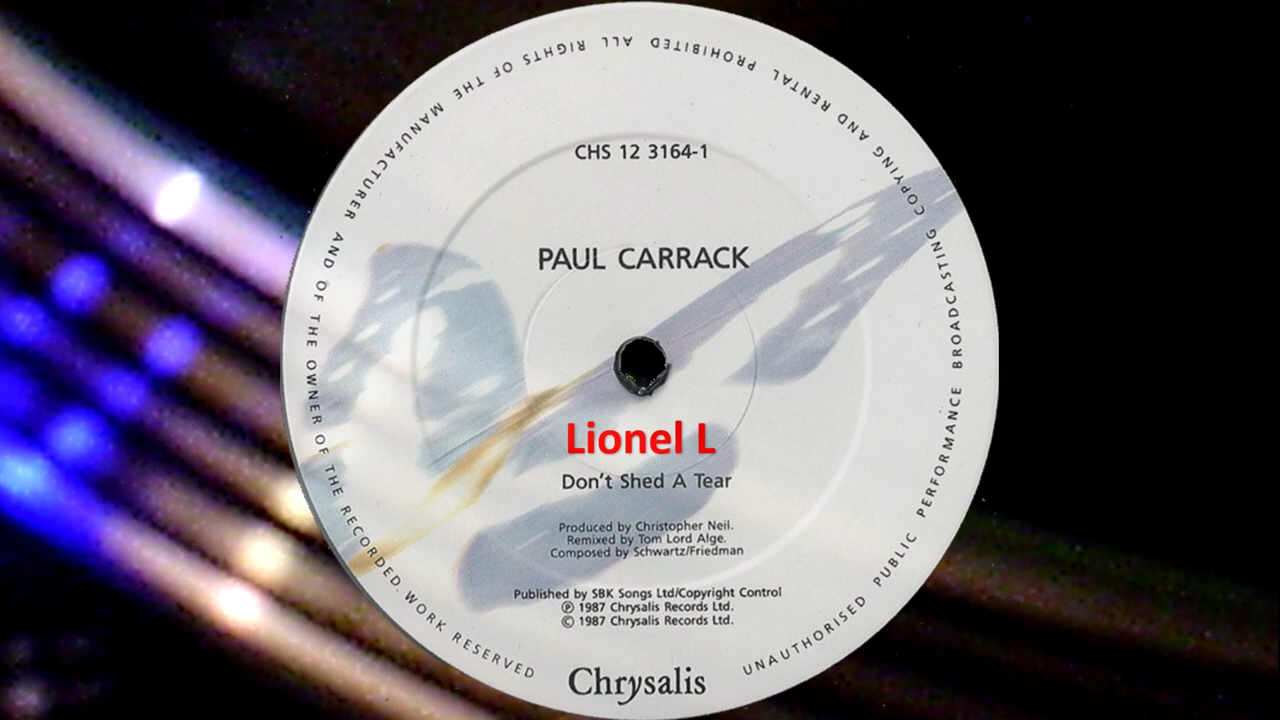 CHS 12 3164-1
PAUL CARRACK
Lionel L
Don't Shed A Tear
Produced by Christopher Neil.
Remixed by Tom Lord Alge.
Composed by Schwartz/Friedman
Published by SBK Songs Ltd/Copyright Control
Ⓟ 1987 Chrysalis Records Ltd.
© 1987 Chrysalis Records Ltd.
Chrysalis
UNAUTHORISED PUBLIC PERFORMANCE BROADCASTING COPYING AND RENTAL PROHIBITED ALL RIGHTS OF THE MANUFACTURER AND OF THE OWNER OF THE RECORDED. WORK RESERVED